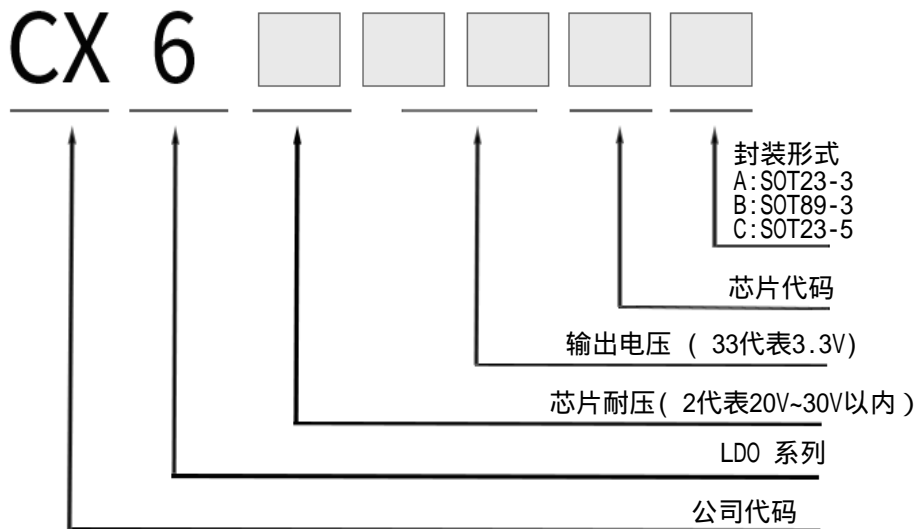 CX 6
封装形式
A:SOT23-3
B:SOT89-3
C:SOT23-5
芯片代码
输出电压 ( 33代表3.3V)
芯片耐压( 2代表20V~30V以内 )
LDO 系列
公司代码